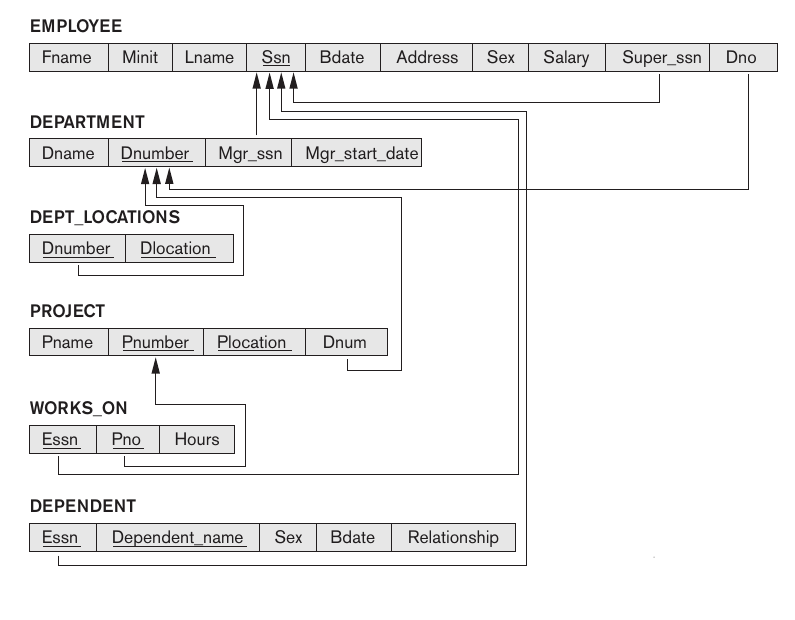 EMPLOYEE
Fname Minit Lname Ssn Bdate Address Sex Salary Super_ssn Dno
DEPARTMENT
Dname Dnumber Mgr_ssn Mgr_start_date
DEPT_LOCATIONS
Dnumber Dlocation
PROJECT
Pname Pnumber Plocation Dnum
WORKS_ON
Essn Pno Hours
DEPENDENT
Essn Dependent_name Sex Bdate Relationship